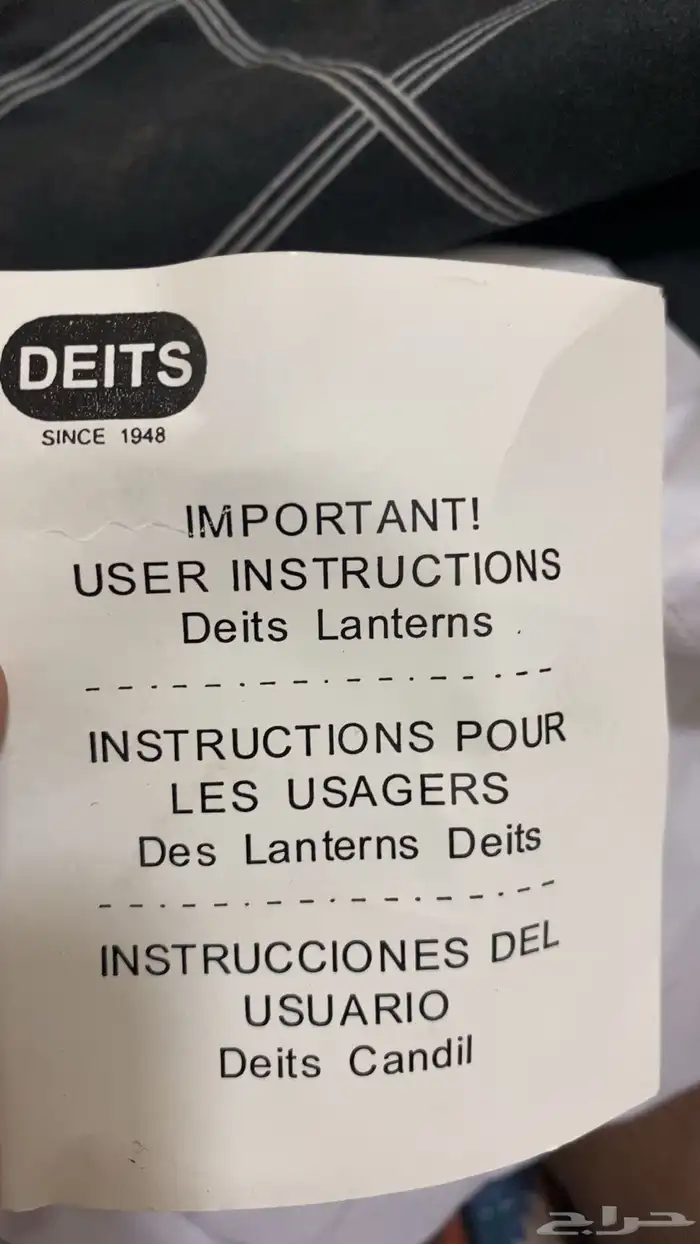 DEITS
SINCE 1948
IMPORTANT!
USER INSTRUCTIONS
Deits Lanterns
INSTRUCTIONS POUR
LES USAGERS
Des Lanterns Deits
INSTRUCCIONES DEL
USUARIO
Deits Candil
حراج